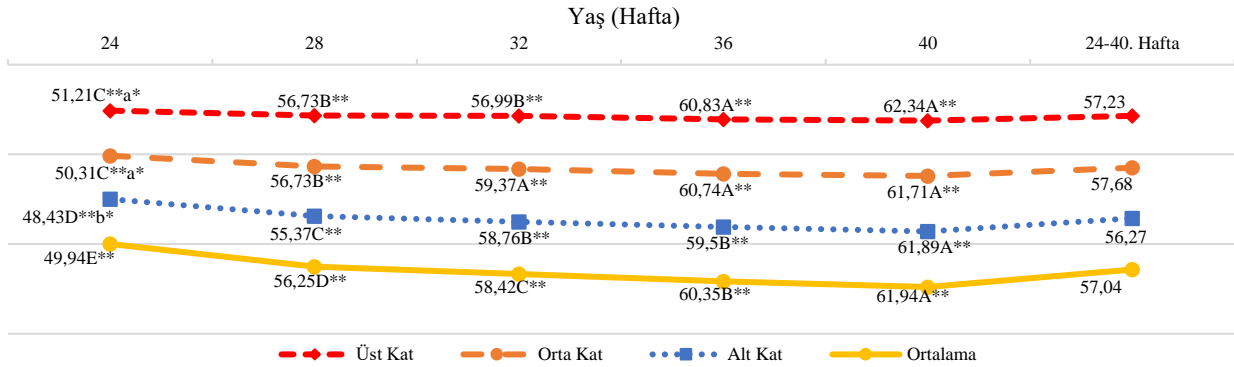 Yaş (Hafta)
24 28 32 36 40 24-40. Hafta
51,21C**a* 56,73B** 56,99B** 60,83A** 62,34A** 57,23
50,31C**a* 56,73B** 59,37A** 60,74A** 61,71A** 57,68
48,43D**b* 55,37C** 58,76B** 59,5B** 61,89A** 56,27
49,94E** 56,25D** 58,42C** 60,35B** 61,94A** 57,04
Üst Kat Orta Kat Alt Kat Ortalama